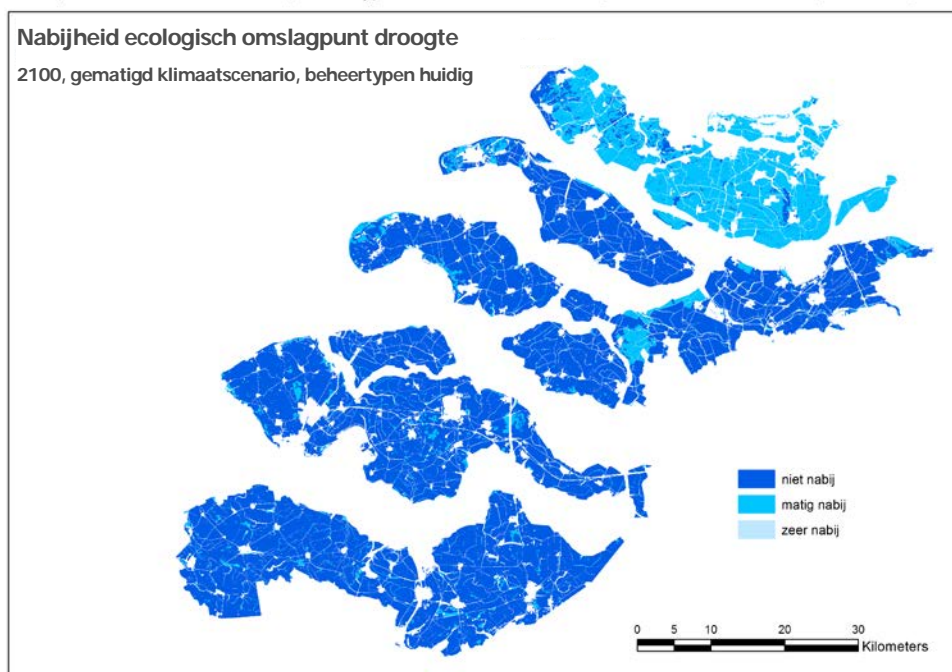 Nabijheid ecologisch omslagpunt droogte
2100, gematigd klimaatscenario, beheertypen huidig
niet nabij
matig nabij
zeer nabij
0 5 10 20 30
Kilometers